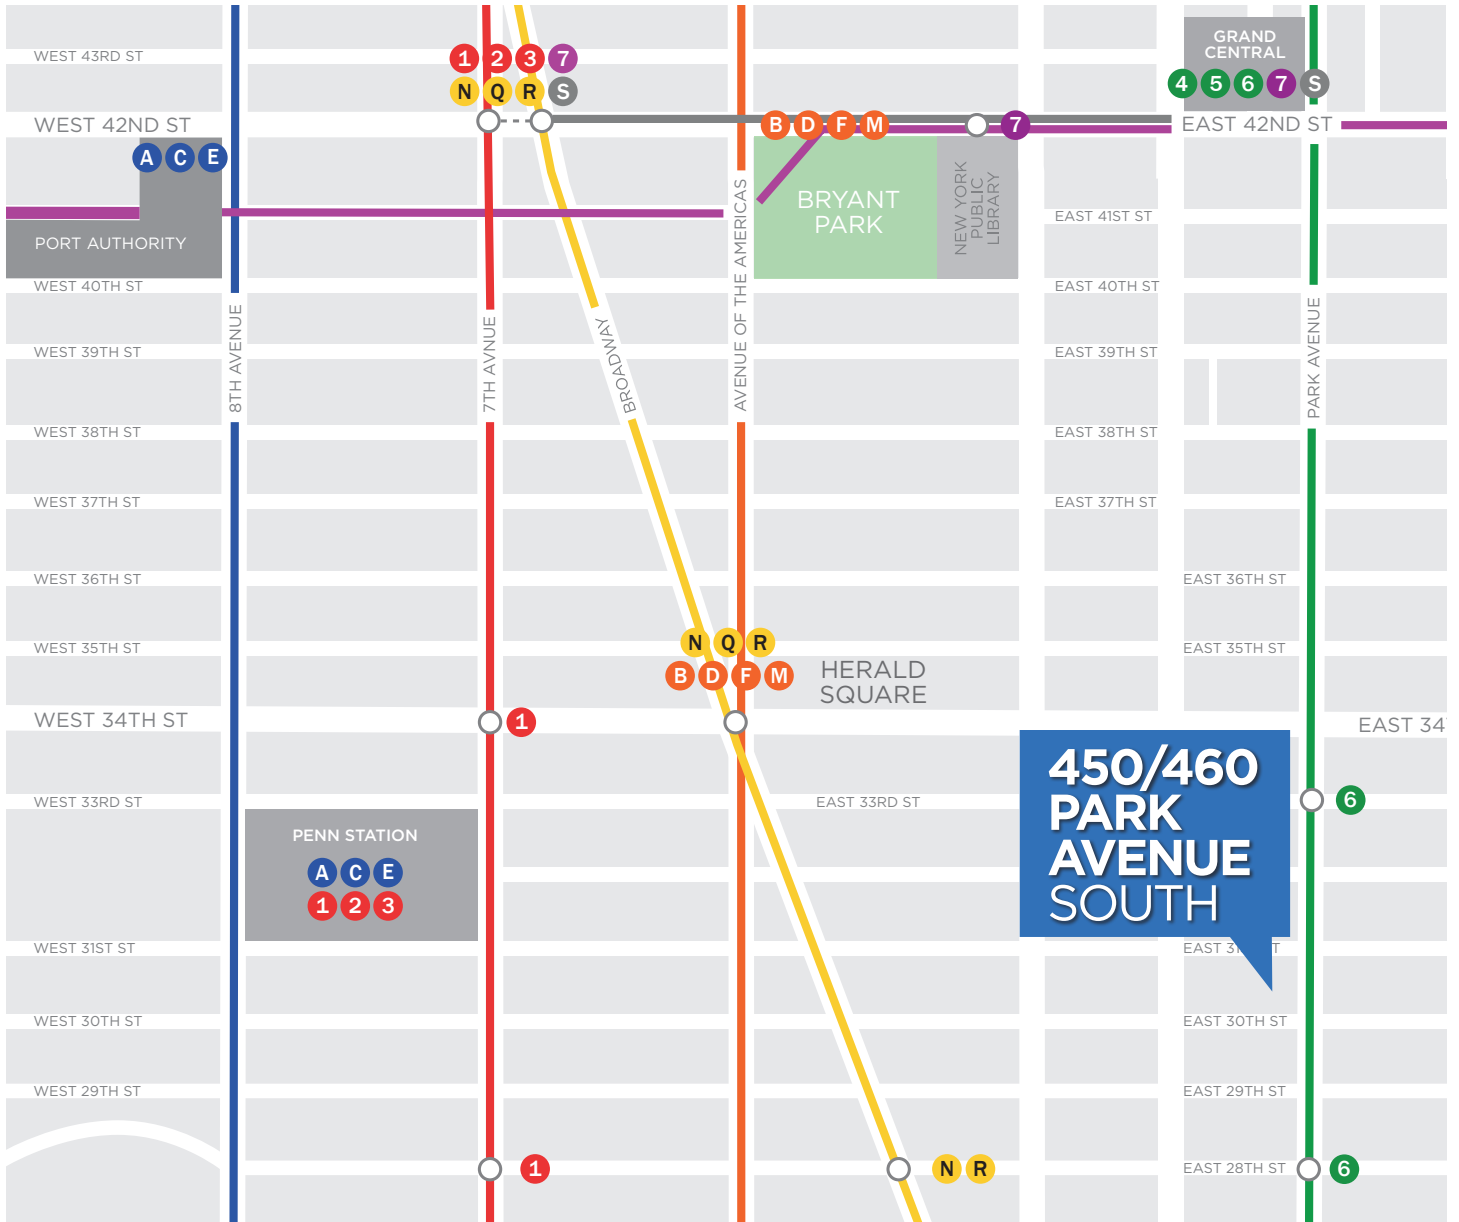 WEST 43RD ST
1 2 3 7
N Q R S
GRAND
CENTRAL
4 5 6 7 S
WEST 42ND ST
B D F M
7
EAST 42ND ST
A C E
PORT AUTHORITY
BRYANT
PARK
NEW YORK
PUBLIC
LIBRARY
EAST 41ST ST
WEST 40TH ST
EAST 40TH ST
8TH AVENUE
7TH AVNUE
BROADWAY
AVENUE OF THE AMERICAS
PARK AVENUE
WEST 39TH ST
EAST 39TH ST
WEST 38TH ST
EAST 38TH ST
WEST 37TH ST
EAST 37TH ST
WEST 36TH ST
EAST 36TH ST
WEST 35TH ST
N Q R
B D F M
HERALD
SQUARE
EAST 35TH ST
WEST 34TH ST
1
EAST 34
450/460
PARK
AVENUE
SOUTH
WEST 33RD ST
EAST 33RD ST
6
PENN STATION
A C E
1 2 3
WEST 31ST ST
EAST 31 T
WEST 30TH ST
EAST 30TH ST
WEST 29TH ST
EAST 29TH ST
1
N R
EAST 28TH ST
6